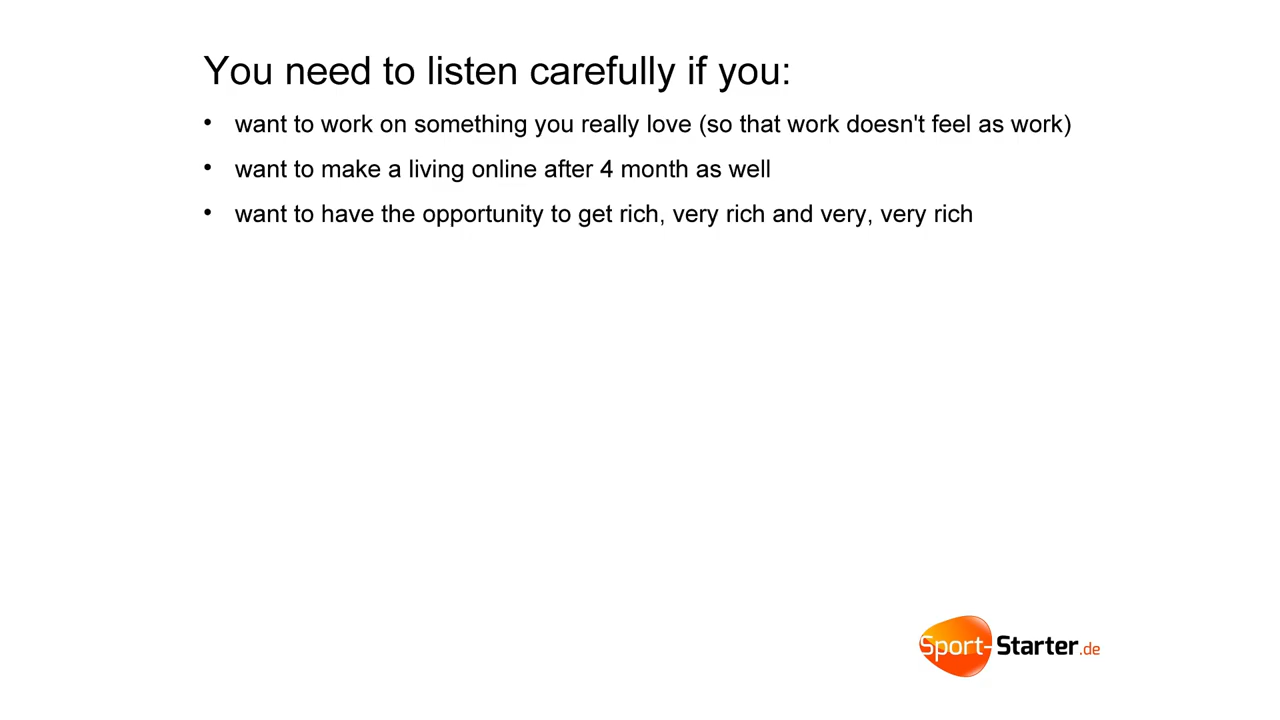 You need to listen carefully if you:
• want to work on something you really love (so that work doesn't feel as work)
• want to make a living online after 4 month as well
• want to have the opportunity to get rich, very rich and very, very rich
Sport-Starter.de